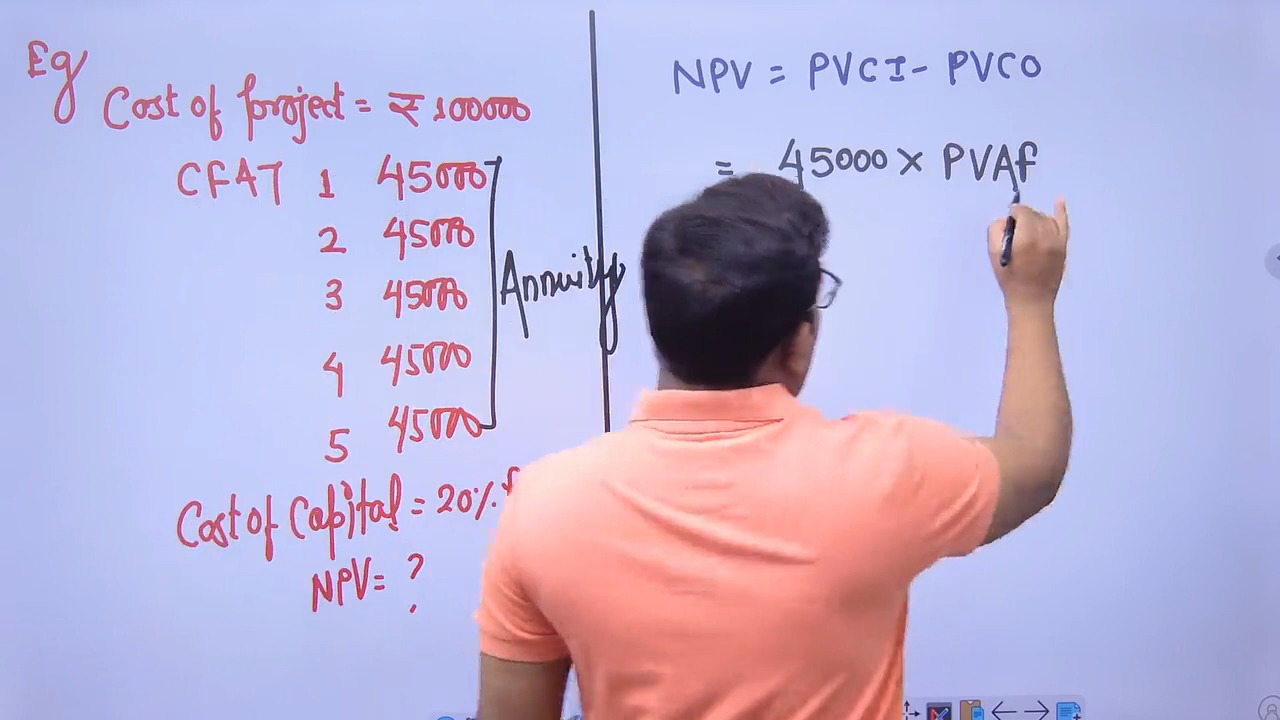 Eg
Cost of project = ₹ 100000
CFAT 1 45000
2 45000
3 45000
4 45000
5 45000
Annuity
Cost of Capital = 20%
NPV = ?
NPV = PVCI - PVCO
= 45000 × PVAf